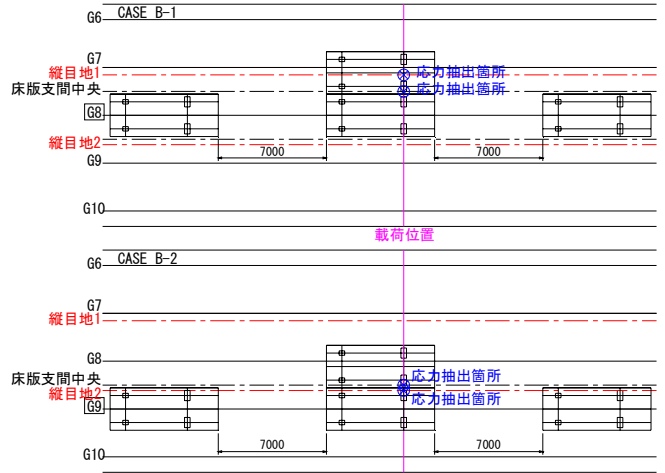 G6 CASE B-1
G7
縦目地1 応力抽出箇所
床版支間中央 応力抽出箇所
G8
縦目地2
7000 7000
G9
G10
載荷位置
G6 CASE B-2
G7
縦目地1
G8
床版支間中央 応力抽出箇所
縦目地2 応力抽出箇所
G9
7000 7000
G10